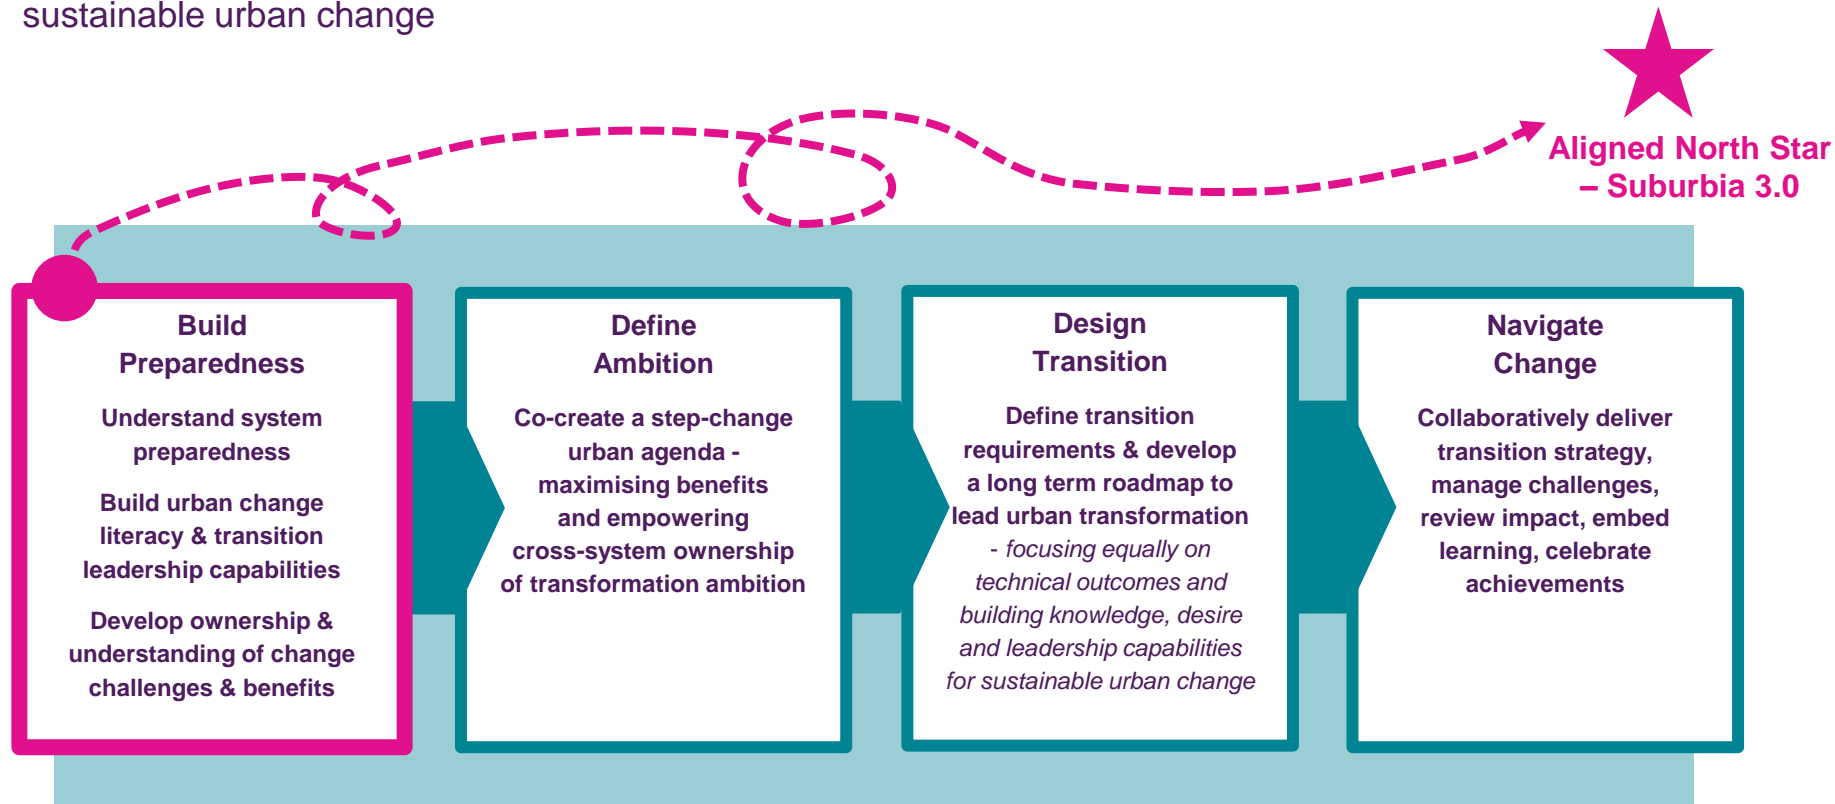 sustainable urban change
Aligned North Star
– Suburbia 3.0
Build
Preparedness
Understand system
preparedness
Build urban change
literacy & transition
leadership capabilities
Develop ownership &
understanding of change
challenges & benefits
Define
Ambition
Co-create a step-change
urban agenda -
maximising benefits
and empowering
cross-system ownership
of transformation ambition
Design
Transition
Define transition
requirements & develop
a long term roadmap to
lead urban transformation
- focusing equally on
technical outcomes and
building knowledge, desire
and leadership capabilities
for sustainable urban change
Navigate
Change
Collaboratively deliver
transition strategy,
manage challenges,
review impact, embed
learning, celebrate
achievements